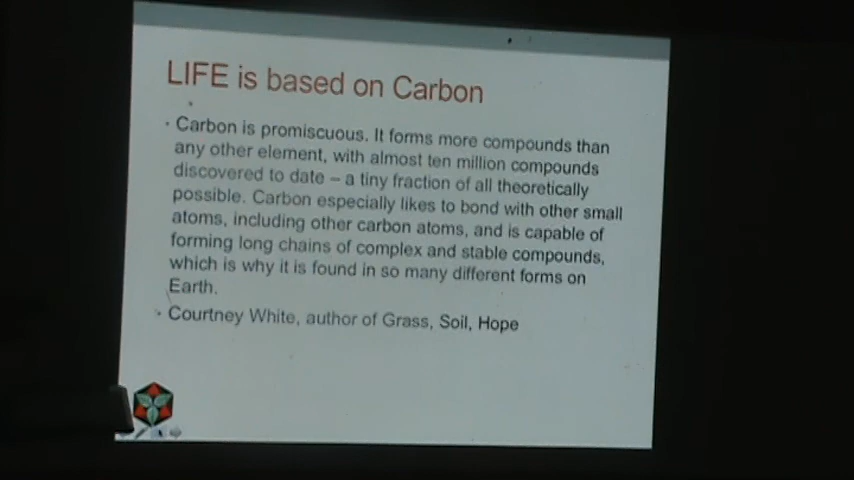 LIFE is based on Carbon
• Carbon is promiscuous. It forms more compounds than
any other element, with almost ten million compounds
discovered to date – a tiny fraction of all theoretically
possible. Carbon especially likes to bond with other small
atoms, including other carbon atoms, and is capable of
forming long chains of complex and stable compounds,
which is why it is found in so many different forms on
Earth.
• Courtney White, author of Grass, Soil, Hope